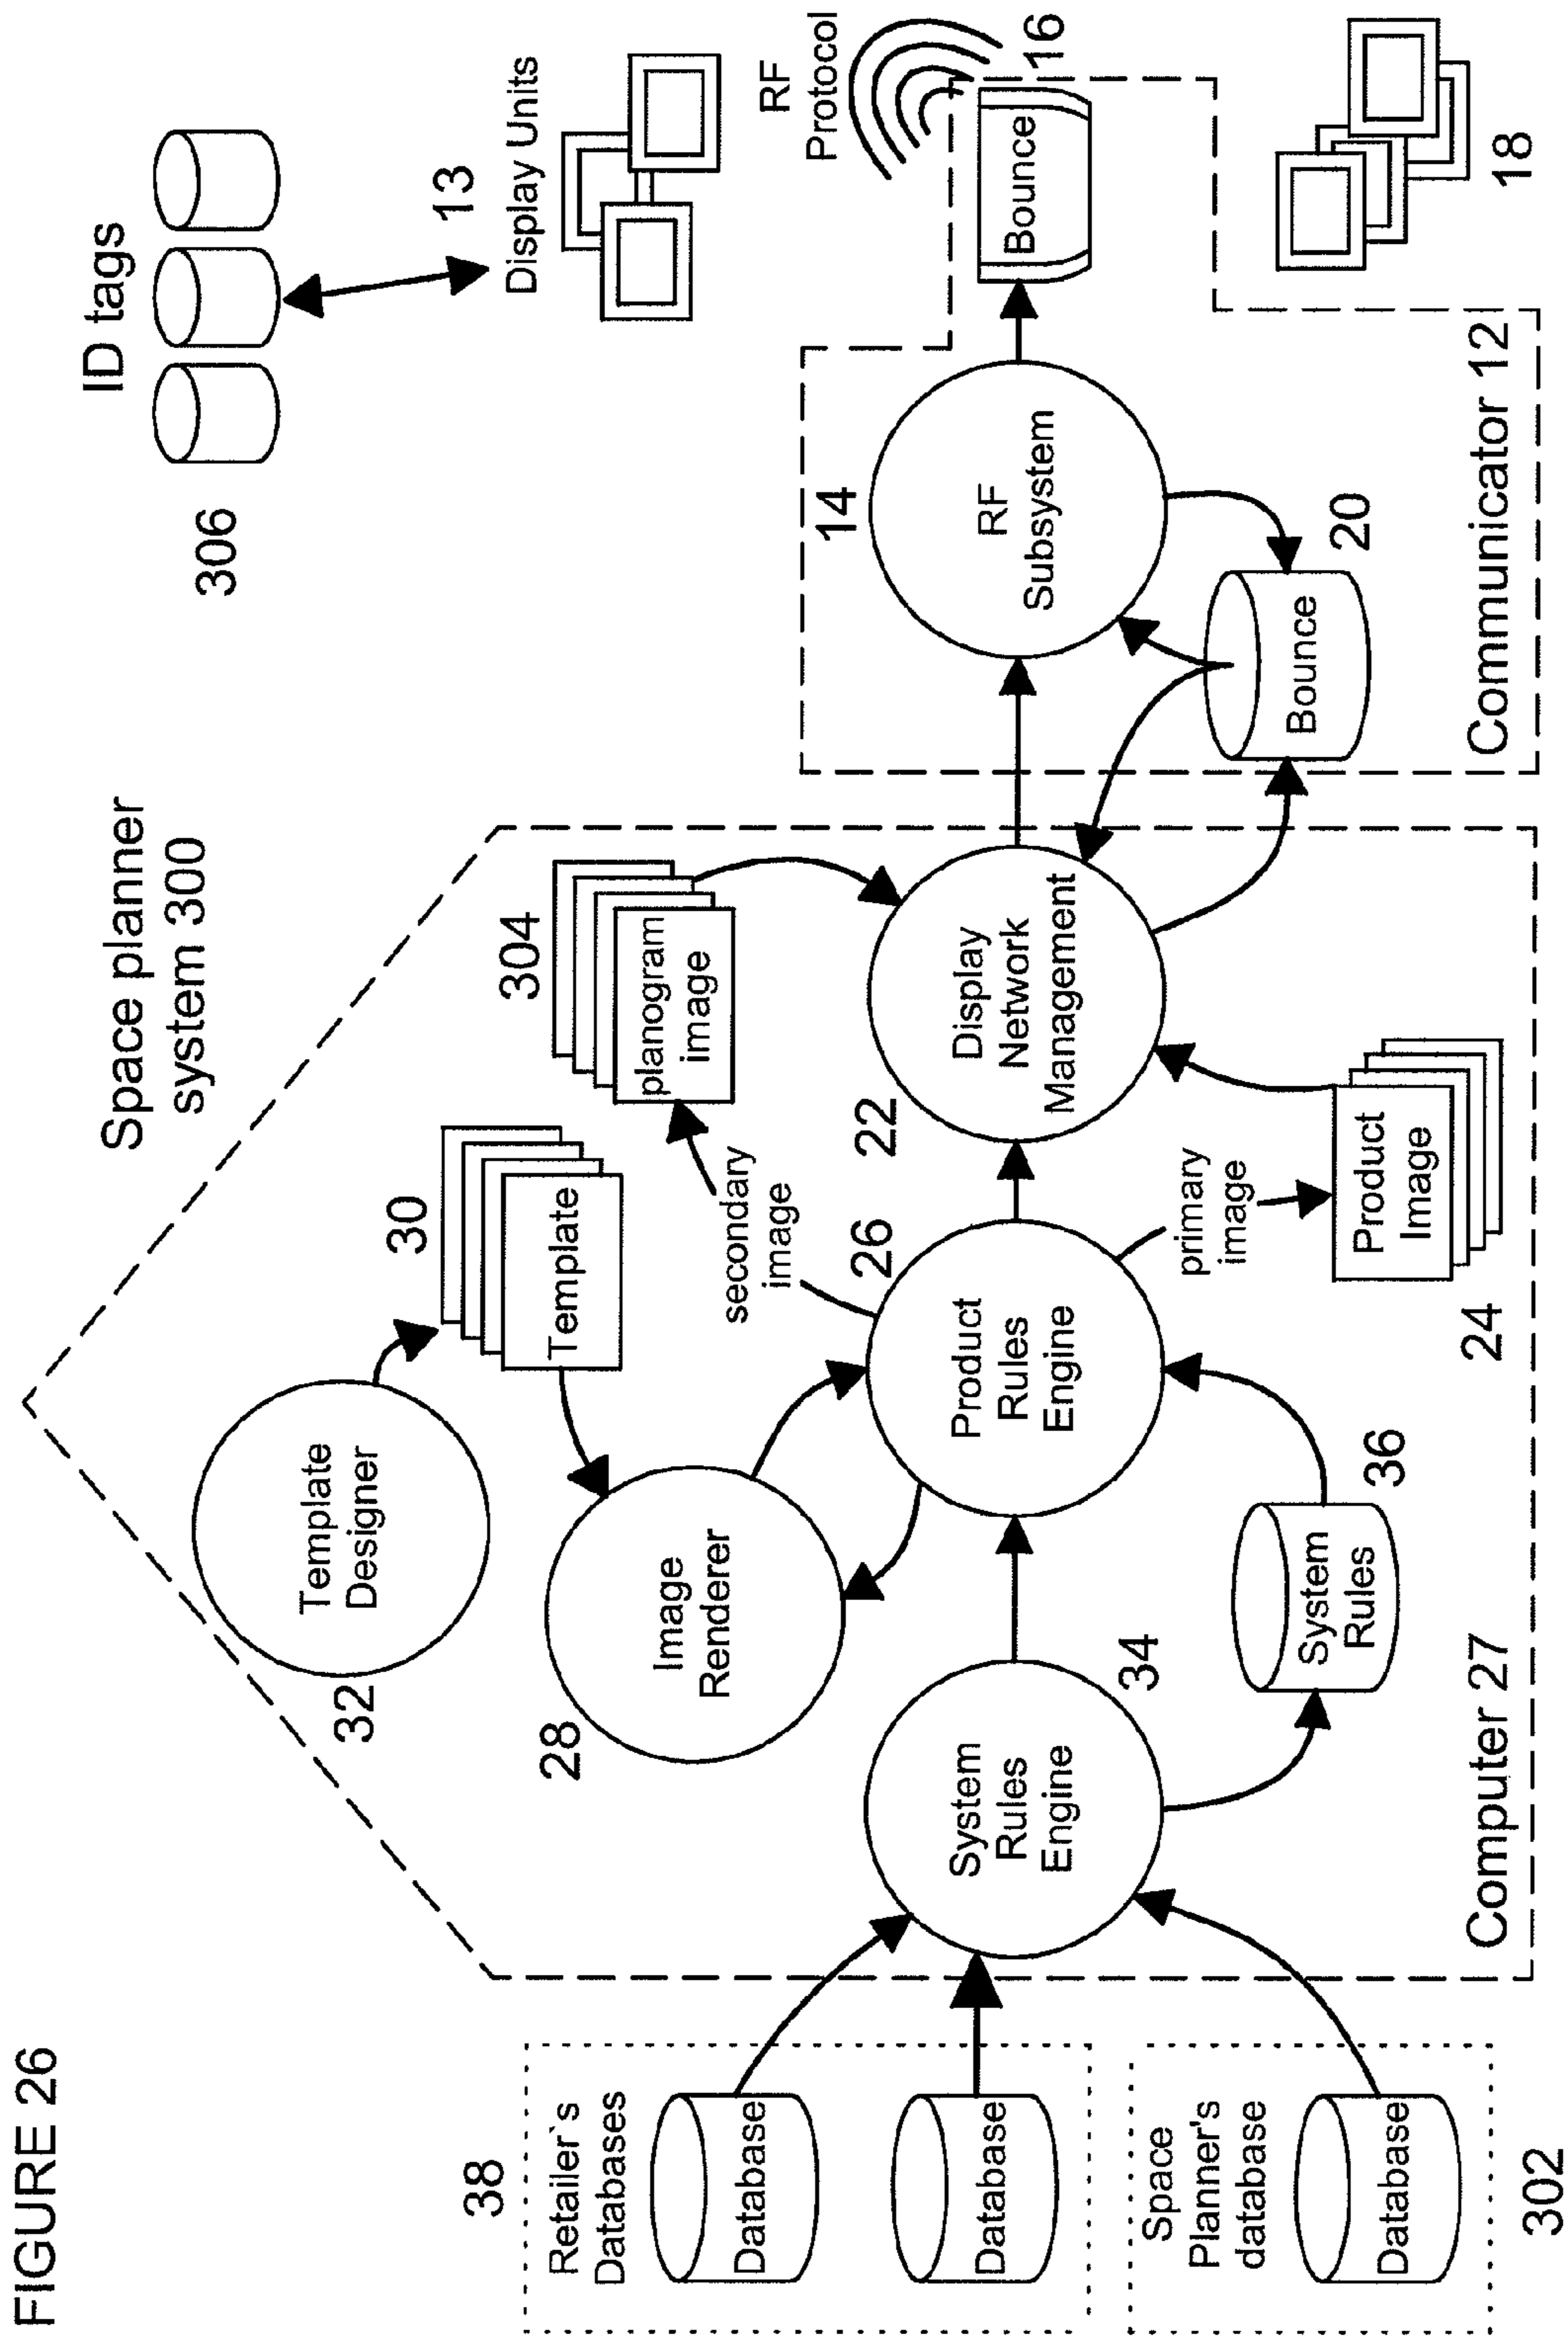 FIGURE 26
Space planner
system 300
ID tags
306
13
Display Units
RF
Protocol
16
Bounce
18
38
Retailer`s
Databases
Database
Database
Space
Planner's
database
Database
302
32
Template
Designer
30
Template
28
Image
Renderer
304
planogram
image
secondary
image
26
Product
Rules
Engine
System
Rules
Engine
34
System
Rules
36
primary
image
Product
Image
24
22
Display
Network
Management
14
RF
Subsystem
Bounce
20
Computer 27
Communicator 12